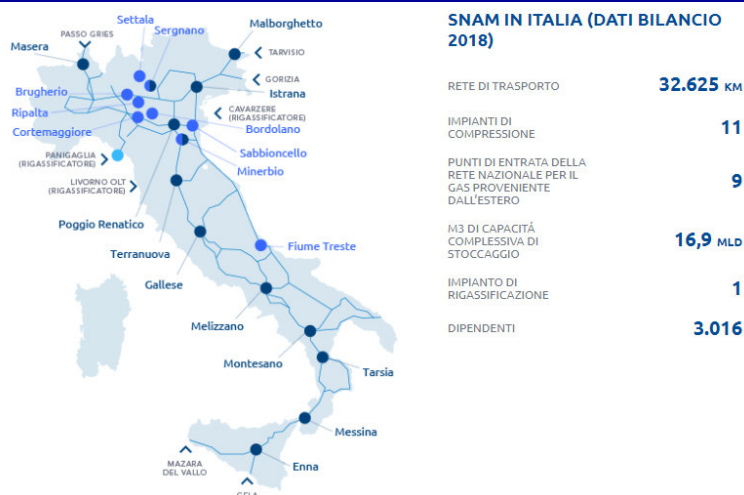 Settala
Sergnano
Malborghetto
PASSO GRIES
Masera
TARVISIO
GORIZIA
Brugherio
Istrana
Ripalta
CAVARZERE
(RIGASSIFICATORE)
Cortemaggiore
Bordolano
PANIGAGLIA
(RIGASSIFICATORE)
Sabbioncello
Minerbio
LIVORNO OLT
(RIGASSIFICATORE)
Poggio Renatico
Terranuova
Fiume Treste
Gallese
Melizzano
Montesano
Tarsia
Messina
MAZARA
DEL VALLO
Enna
GELA
SNAM IN ITALIA (DATI BILANCIO
2018)
RETE DI TRASPORTO
32.625 KM
IMPIANTI DI
COMPRESSIONE
11
PUNTI DI ENTRATA DELLA
RETE NAZIONALE PER IL
GAS PROVENIENTE
DALL'ESTERO
9
M3 DI CAPACITÁ
COMPLESSIVA DI
STOCCAGGIO
16,9 MLD
IMPIANTO DI
RIGASSIFICAZIONE
1
DIPENDENTI
3.016